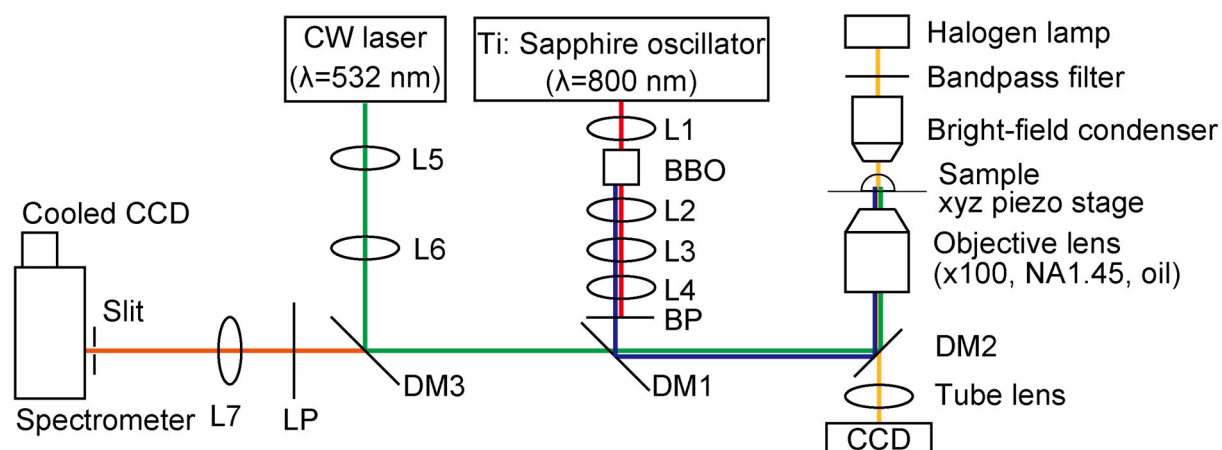 CW laser
(λ=532 nm)
Ti: Sapphire oscillator
(λ=800 nm)
Halogen lamp
Bandpass filter
Bright-field condenser
Sample
xyz piezo stage
Objective lens
(x100, NA1.45, oil)
L1
BBO
L2
L3
L4
BP
L5
L6
Cooled CCD
Slit
Spectrometer
L7
LP
DM3
DM1
DM2
Tube lens
CCD